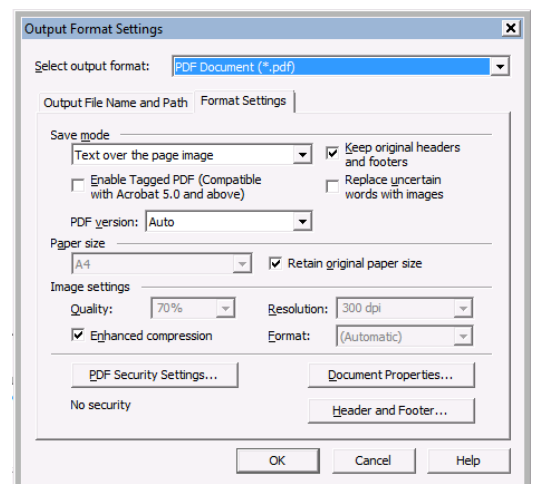 Output Format Settings
Select output format: PDF Document (*.pdf)
Output File Name and Path Format Settings
Save mode
Text over the page image
Keep original headers
and footers
Enable Tagged PDF (Compatible
with Acrobat 5.0 and above)
Replace uncertain
words with images
PDF version: Auto
Paper size
A4
Retain original paper size
Image settings
Quality: 70% Resolution: 300 dpi
Enhanced compression Format: (Automatic)
PDF Security Settings... Document Properties...
No security
Header and Footer...
OK Cancel Help